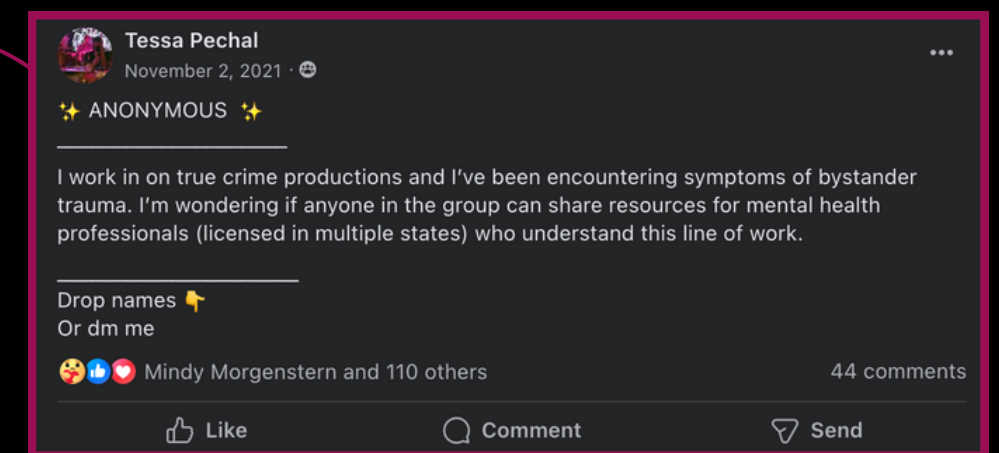 Tessa Pechal
November 2, 2021 ·
✨ ANONYMOUS ✨
I work in on true crime productions and I've been encountering symptoms of bystander
trauma. I'm wondering if anyone in the group can share resources for mental health
professionals (licensed in multiple states) who understand this line of work.
Drop names 👇
Or dm me
Mindy Morgenstern and 110 others 44 comments
Like Comment Send